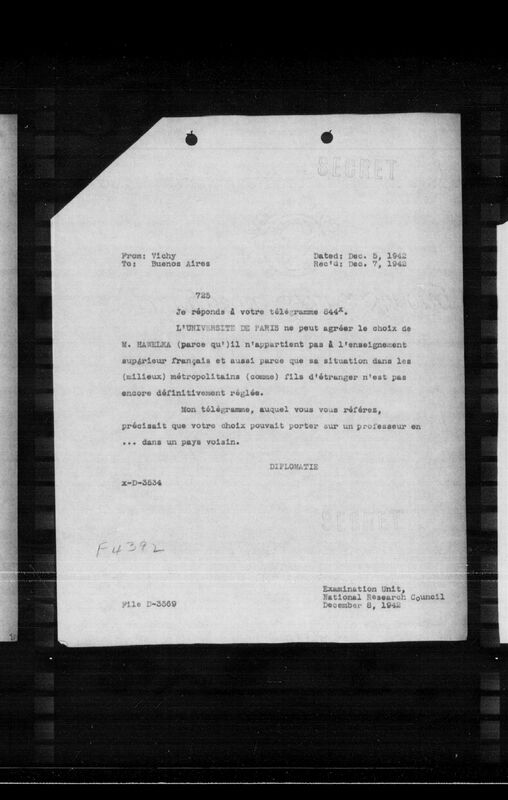 SECRET
From: Vichy
To: Buenos Aires
Dated: Dec. 5, 1942
Rec'd: Dec. 7, 1942
725
Je réponds à votre télégramme 644x.
L'UNIVERSITE DE PARIS ne peut agréer le choix de
M. HAWELKA (parce qu')il n'appartient pas à l'enseignement
supérieur français et aussi parce que sa situation dans les
(milieux) métropolitains (comme) fils d'étranger n'est pas
encore définitivement réglée.
Mon télégramme, auquel vous vous référez,
précisait que votre choix pouvait porter sur un professeur en
... dans un pays voisin.
DIPLOMATIE
x-D-3534
SECRET
F4392
File D-3369
Examination Unit,
National Research Council
December 8, 1942